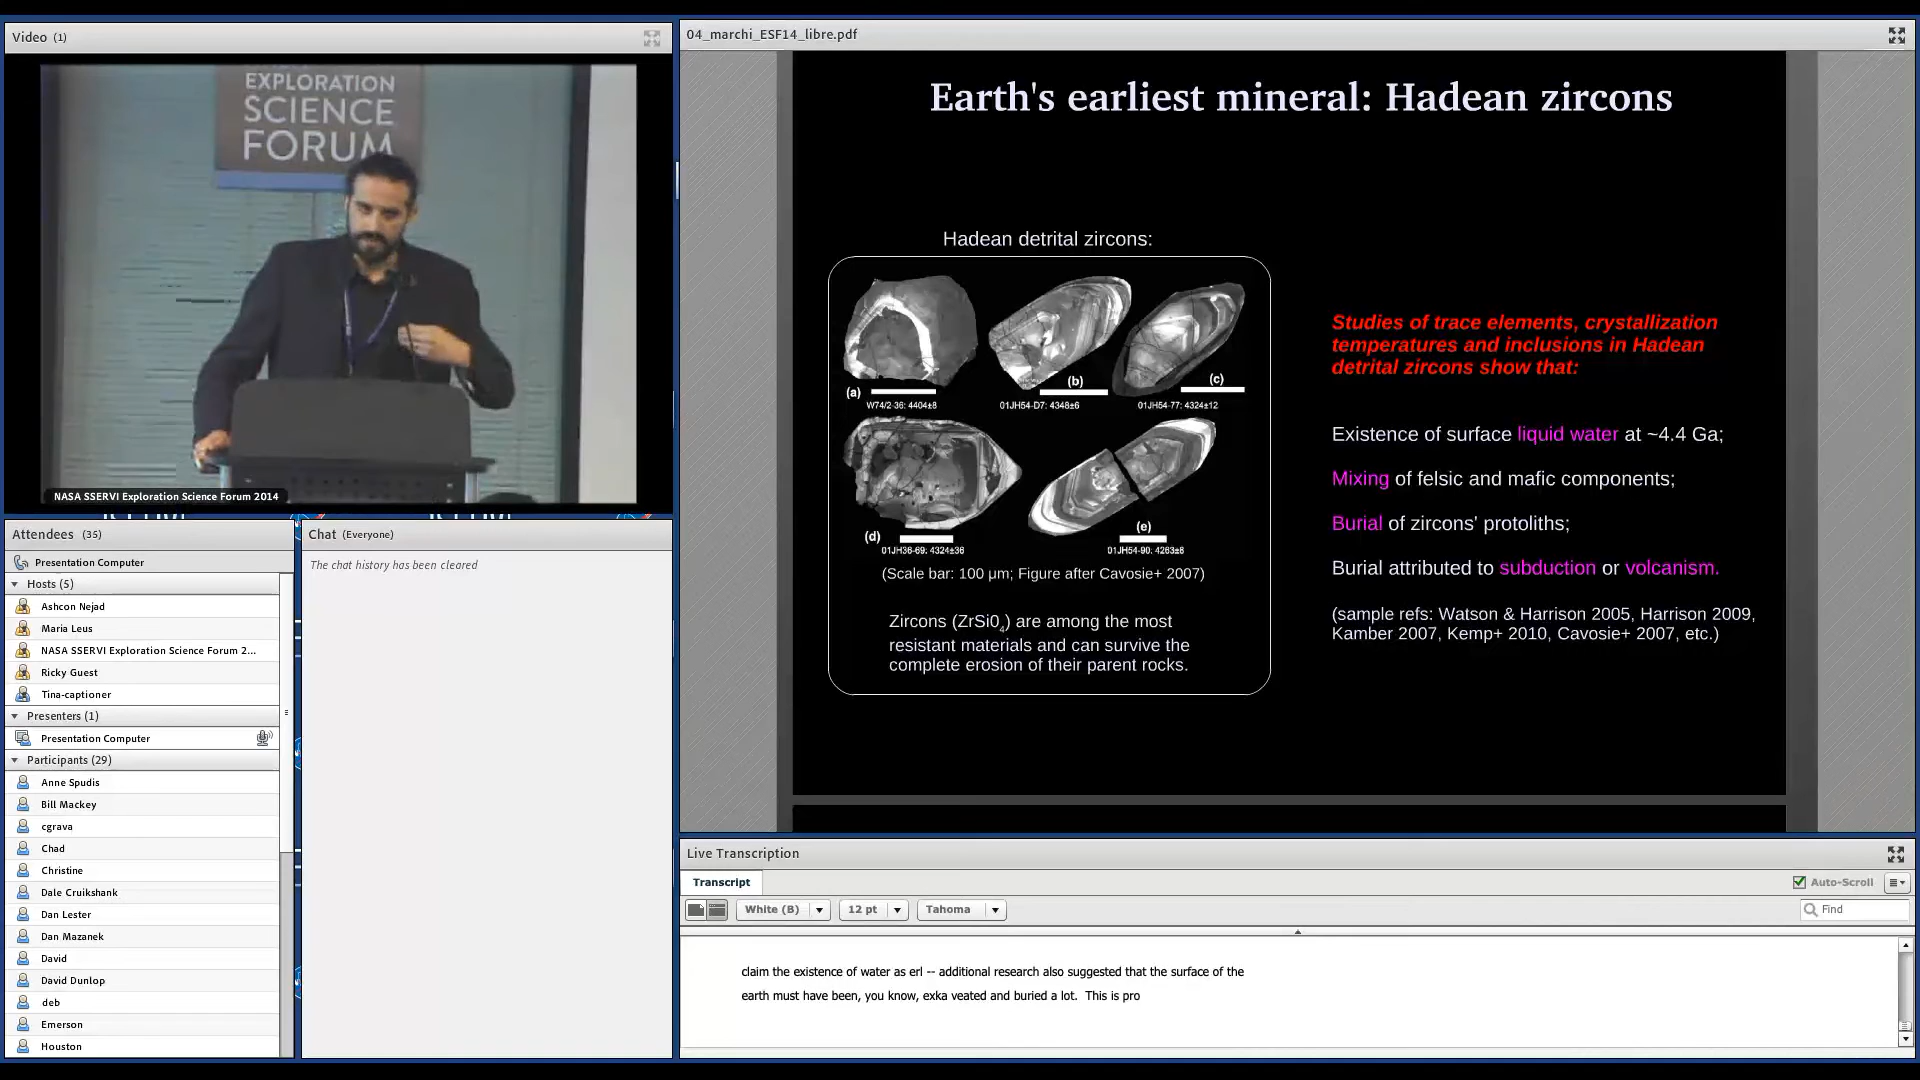 Video (1)
EXPLORATION
SCIENCE
FORUM
NASA SSERVI Exploration Science Forum 2014
Attendees (35)
Presentation Computer
Hosts (5)
Ashcon Nejad
Maria Leus
NASA SSERVI Exploration Science Forum 2...
Ricky Guest
Tina-captioner
Presenters (1)
Presentation Computer
Participants (29)
Anne Spudis
Bill Mackey
cgrava
Chad
Christine
Dale Cruikshank
Dan Lester
Dan Mazanek
David
David Dunlop
deb
Emerson
Houston
Chat (Everyone)
The chat history has been cleared
04_marchi_ESF14_libre.pdf
Earth's earliest mineral: Hadean zircons
Hadean detrital zircons:
(a)
(b)
(c)
W74/2-36: 4404±8
01JH54-D7: 4348±6
01JH54-77: 4324±12
(d)
(e)
01JH36-69: 4324±36
01JH54-90: 4263±8
(Scale bar: 100 µm; Figure after Cavosie+ 2007)
Zircons (ZrSi0₄) are among the most
resistant materials and can survive the
complete erosion of their parent rocks.
Studies of trace elements, crystallization
temperatures and inclusions in Hadean
detrital zircons show that:
Existence of surface liquid water at ~4.4 Ga;
Mixing of felsic and mafic components;
Burial of zircons' protoliths;
Burial attributed to subduction or volcanism.
(sample refs: Watson & Harrison 2005, Harrison 2009,
Kamber 2007, Kemp+ 2010, Cavosie+ 2007, etc.)
Live Transcription
Transcript
Auto-Scroll
White (B)
12 pt
Tahoma
Find
claim the existence of water as erl -- additional research also suggested that the surface of the
earth must have been, you know, exka veated and buried a lot.  This is pro